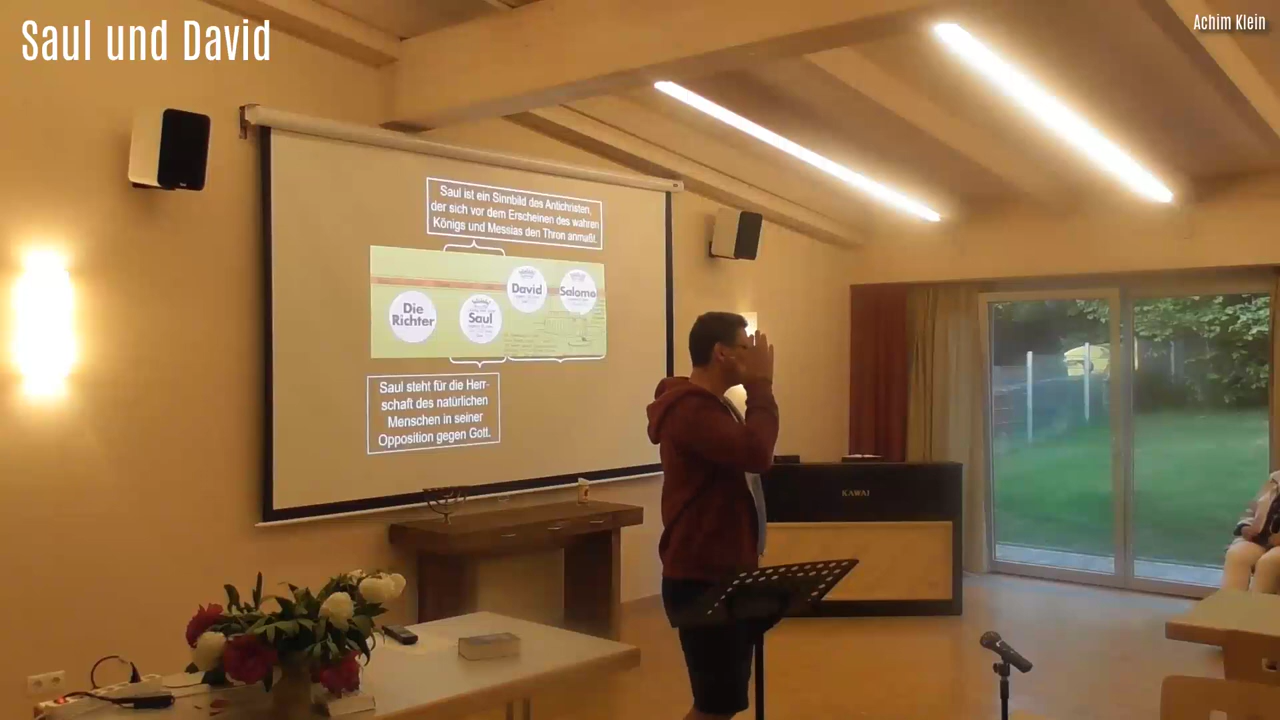 Saul und David
Achim Klein
Saul ist ein Sinnbild des Antichristen,
der sich vor dem Erscheinen des wahren
Königs und Messias den Thron anmaßt.
Die
Richter
Saul
David
Salomo
Saul steht für die Herr-
schaft des natürlichen
Menschen in seiner
Opposition gegen Gott.
KAWAI